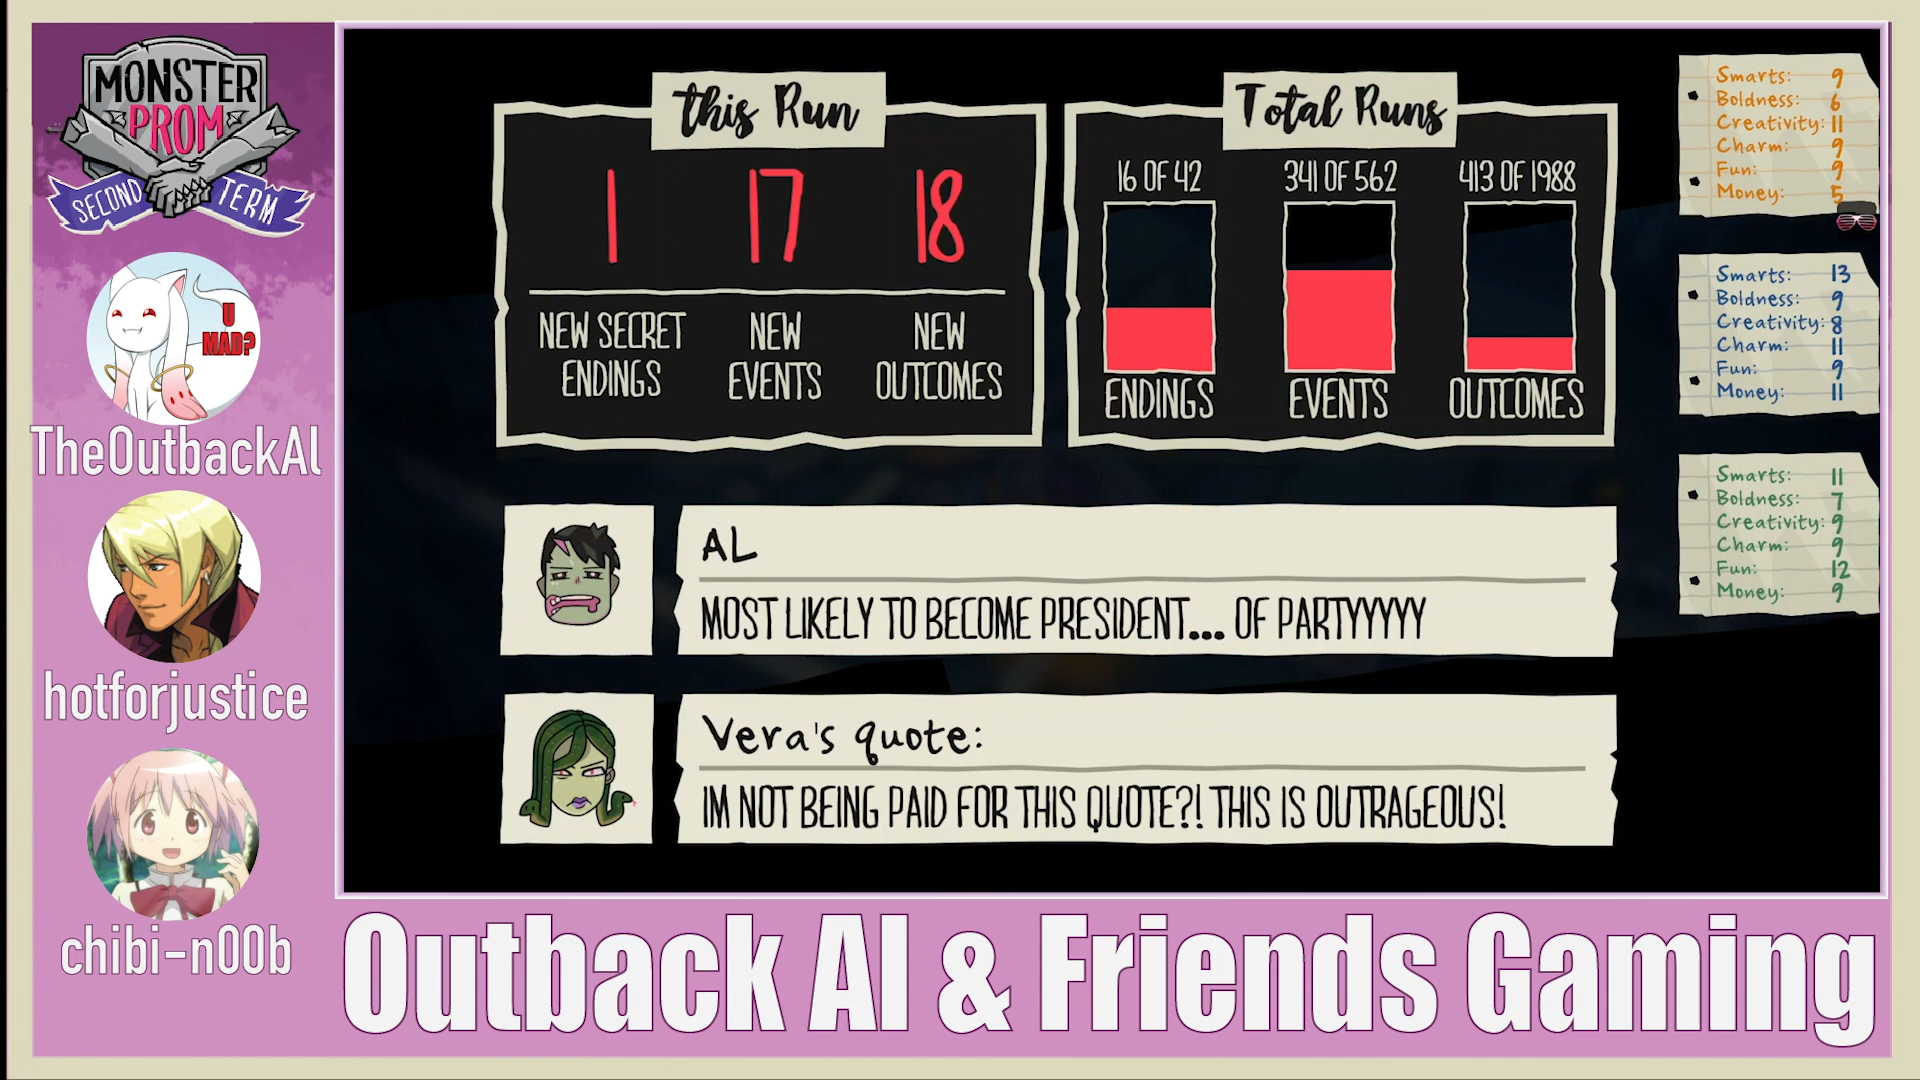 MONSTER
PROM
SECOND TERM
U
MAD?
TheOutbackAl
hotforjustice
chibi-n00b
this Run
1
17
18
NEW SECRET
ENDINGS
NEW
EVENTS
NEW
OUTCOMES
Total Runs
16 OF 42
341 OF 562
413 OF 1988
ENDINGS
EVENTS
OUTCOMES
AL
MOST LIKELY TO BECOME PRESIDENT... OF PARTYYYYY
Vera's quote:
IM NOT BEING PAID FOR THIS QUOTE?! THIS IS OUTRAGEOUS!
Smarts: 9
Boldness: 6
Creativity: 11
Charm: 9
Fun: 9
Money: 5
Smarts: 13
Boldness: 9
Creativity: 8
Charm: 11
Fun: 9
Money: 11
Smarts: 11
Boldness: 7
Creativity: 9
Charm: 9
Fun: 12
Money: 9
Outback Al & Friends Gaming